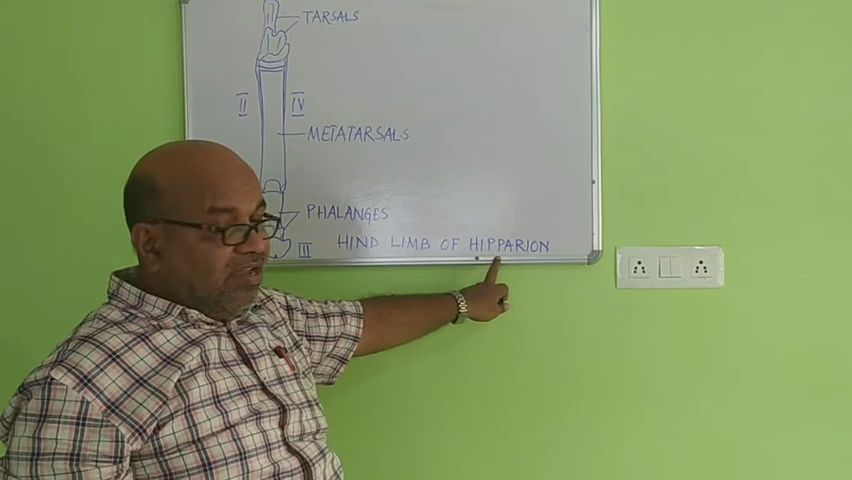 TARSALS
II IV
METATARSALS
PHALANGES
III
HIND LIMB OF HIPPARION